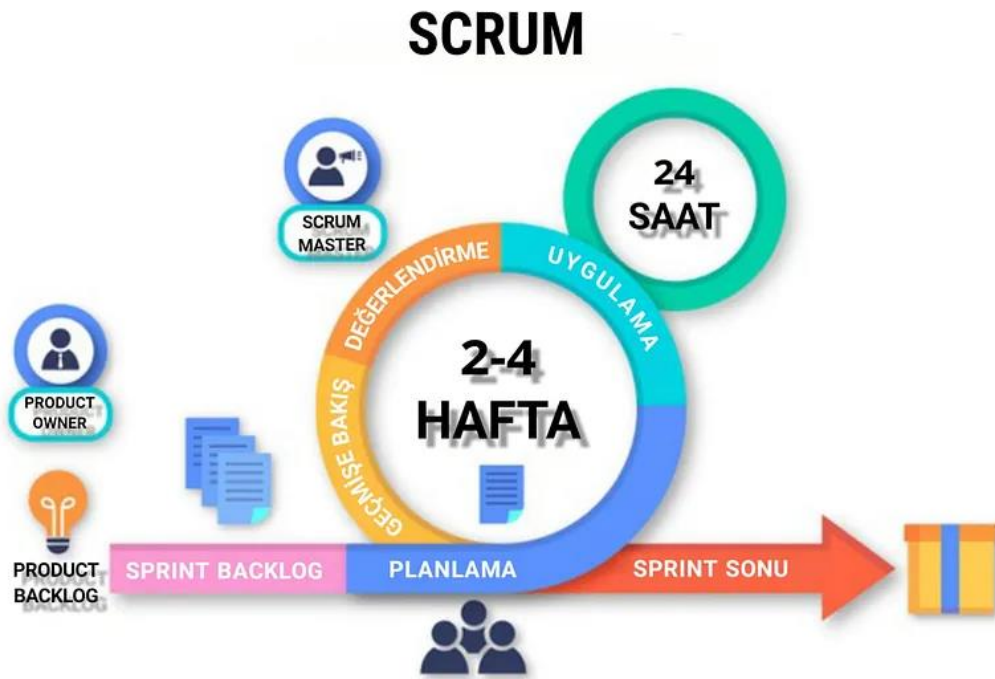 SCRUM
24
SAAT
SCRUM
MASTER
DEĞERLENDİRME
UYGULAMA
2-4
HAFTA
GEÇMİŞE BAKIŞ
PRODUCT
OWNER
PRODUCT
BACKLOG
SPRINT BACKLOG
PLANLAMA
SPRINT SONU